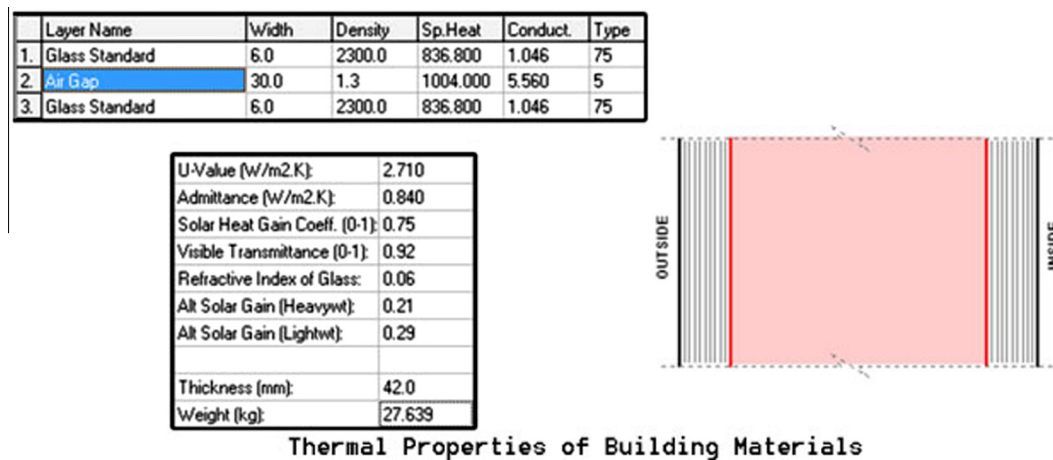 Layer Name Width Density Sp.Heat Conduct. Type
1. Glass Standard 6.0 2300.0 836.800 1.046 75
2. Air Gap 30.0 1.3 1004.000 5.560 5
3. Glass Standard 6.0 2300.0 836.800 1.046 75
U-Value (W/m2.K): 2.710
Admittance (W/m2.K): 0.840
Solar Heat Gain Coeff. (0-1): 0.75
Visible Transmittance (0-1): 0.92
Refractive Index of Glass: 0.06
Alt Solar Gain (Heavywt): 0.21
Alt Solar Gain (Lightwt): 0.29
Thickness (mm): 42.0
Weight (kg): 27.639
OUTSIDE
INSIDE
Thermal Properties of Building Materials